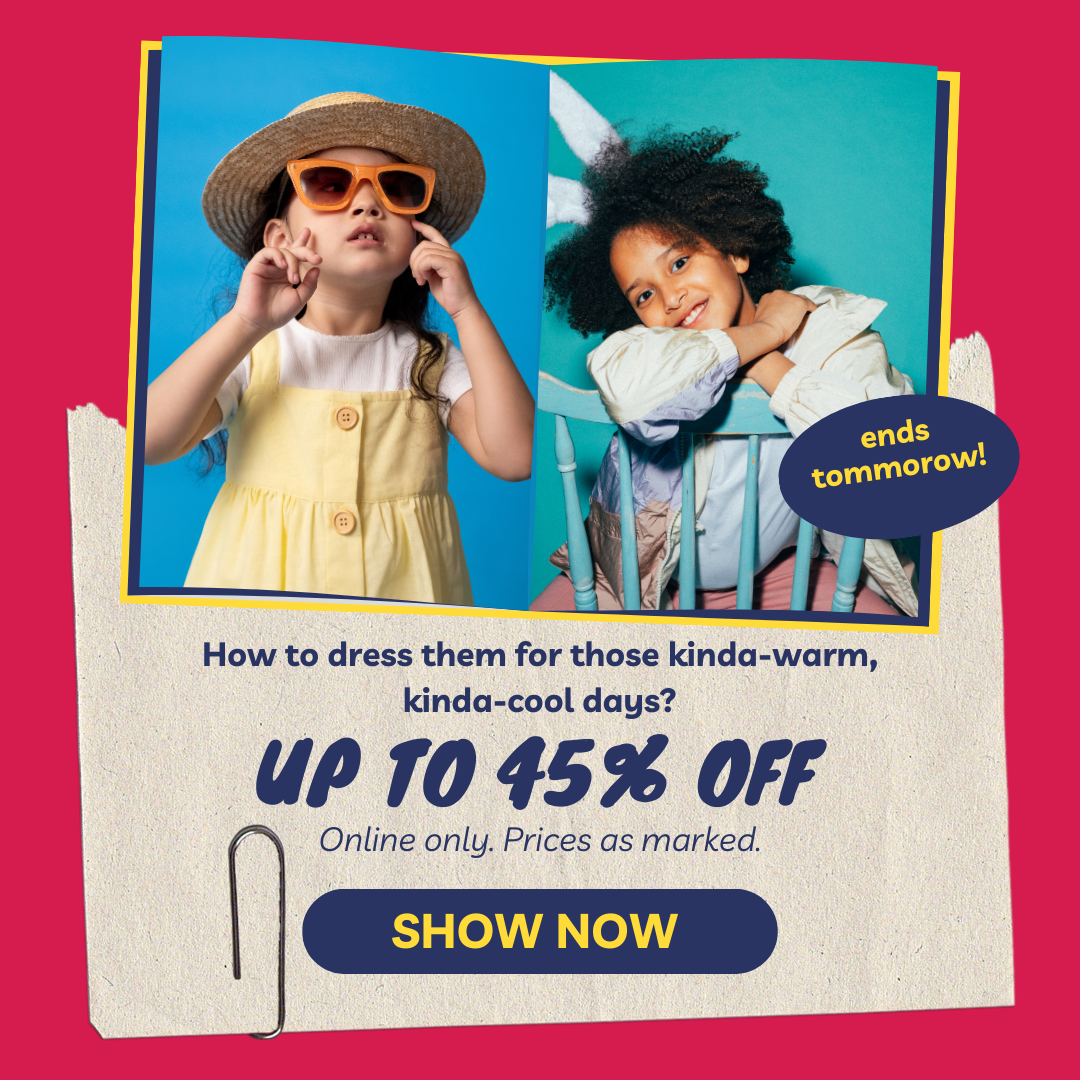 ends
tommorow!
How to dress them for those kinda-warm,
kinda-cool days?
UP TO 45% OFF
Online only. Prices as marked.
SHOW NOW